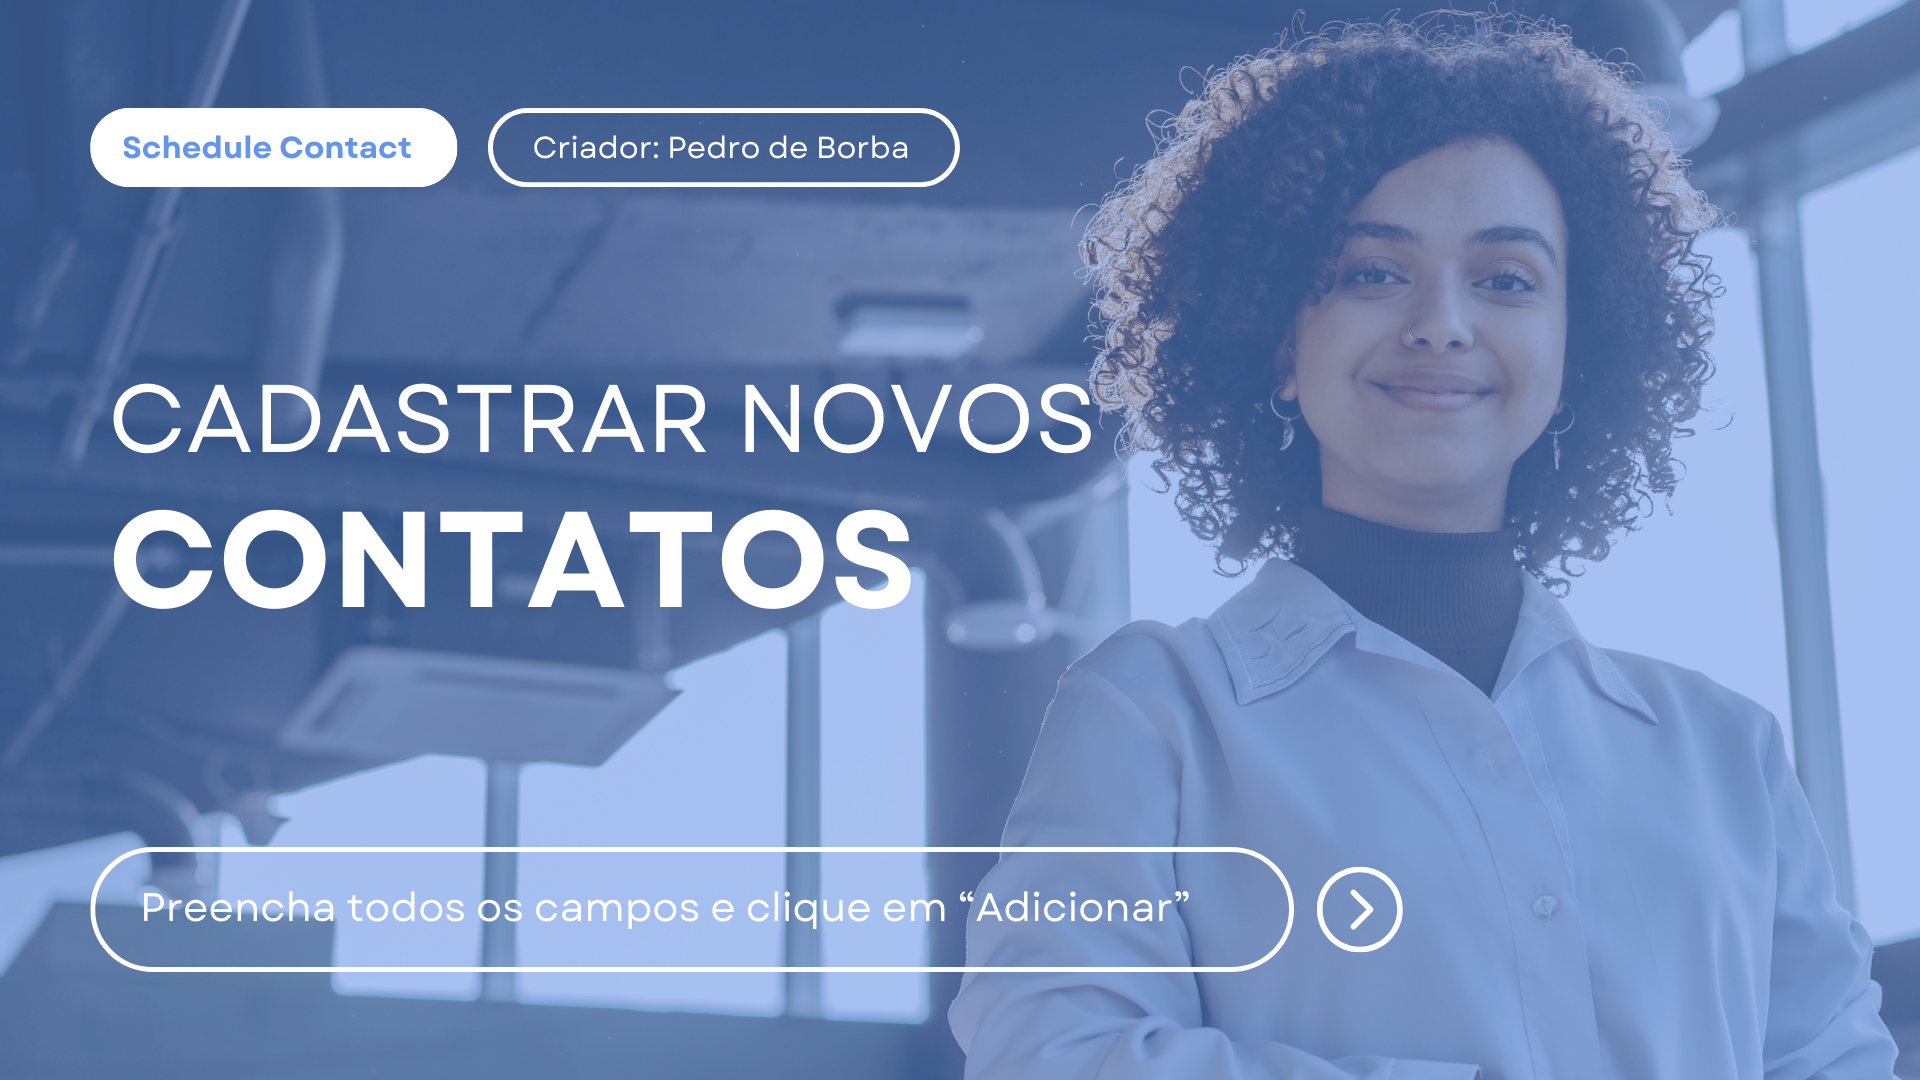 Schedule Contact
Criador: Pedro de Borba
CADASTRAR NOVOS
CONTATOS
Preencha todos os campos e clique em “Adicionar”